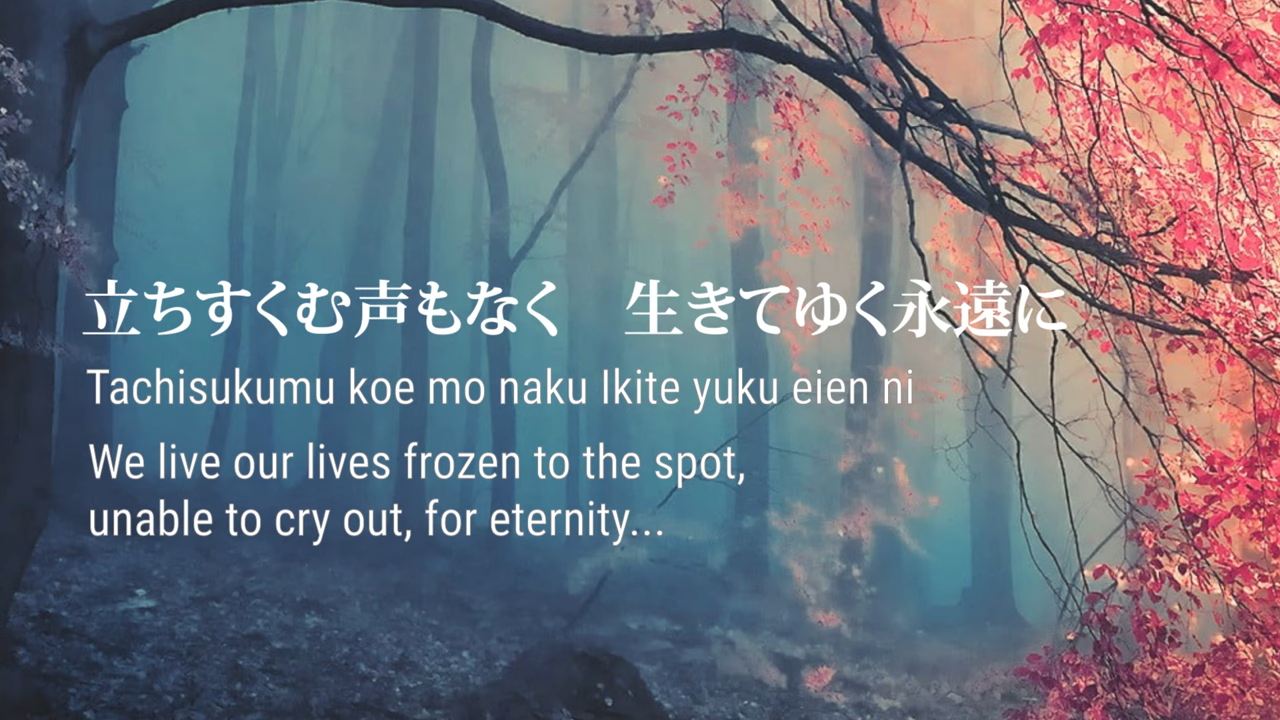 立ちすくむ声もなく　生きてゆく永遠に
Tachisukumu koe mo naku Ikite yuku eien ni
We live our lives frozen to the spot,
unable to cry out, for eternity...